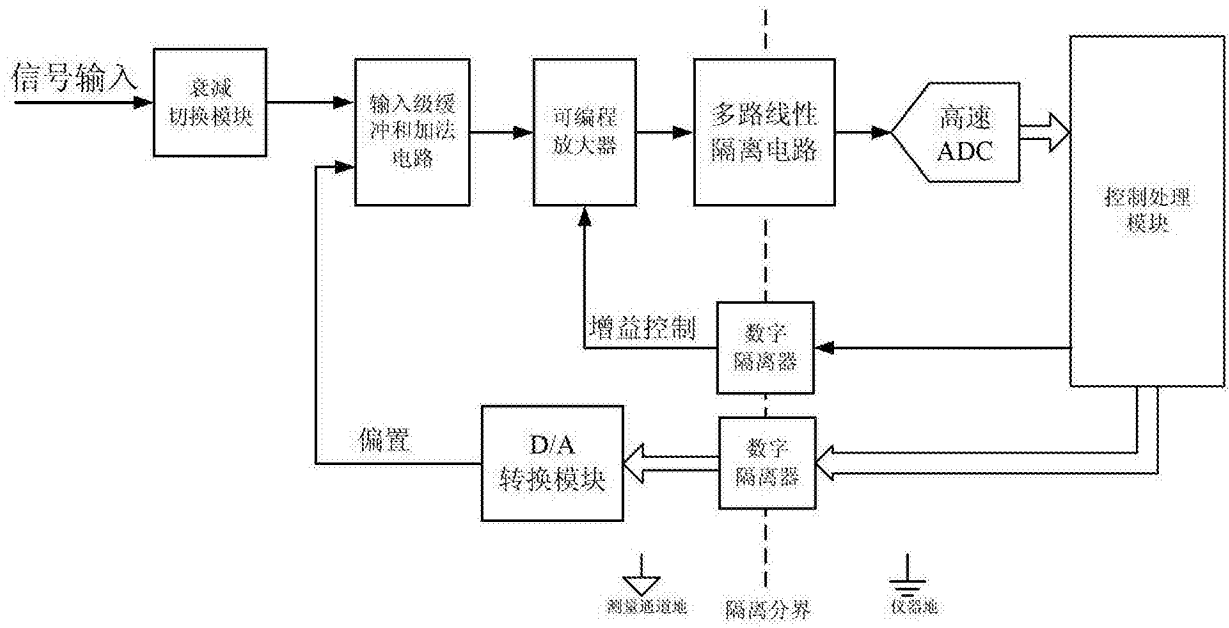 信号输入
衰减
切换模块
输入级缓
冲和加法
电路
可编程
放大器
多路线性
隔离电路
高速
ADC
控制处理
模块
增益控制
数字
隔离器
偏置
D/A
转换模块
数字
隔离器
测量通道地
隔离分界
仪器地